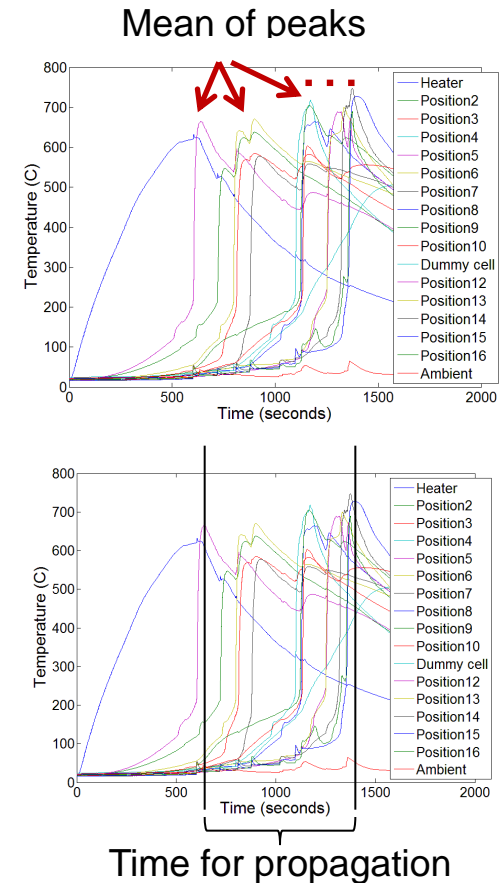 Mean of peaks
800
700
600
500
400
300
200
100
0
Temperature (C)
0
500
1000
1500
2000
Time (seconds)
Heater
Position2
Position3
Position4
Position5
Position6
Position7
Position8
Position9
Position10
Dummy cell
Position12
Position13
Position14
Position15
Position16
Ambient
800
700
600
500
400
300
200
100
0
Temperature (C)
0
500
1000
1500
2000
Time (seconds)
Heater
Position2
Position3
Position4
Position5
Position6
Position7
Position8
Position9
Position10
Dummy cell
Position12
Position13
Position14
Position15
Position16
Ambient
Time for propagation